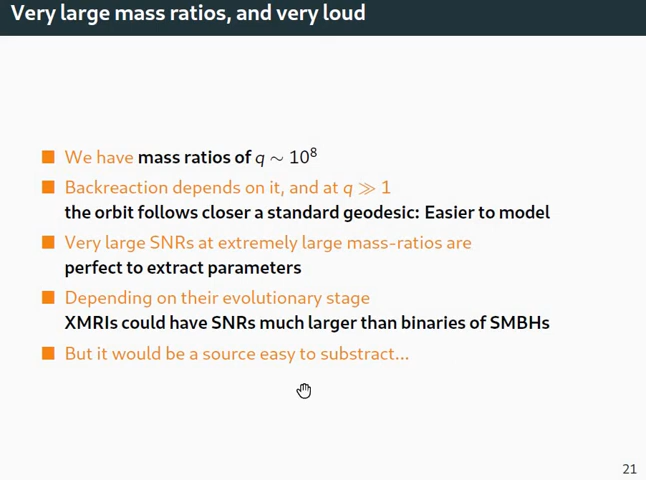 Very large mass ratios, and very loud
We have mass ratios of q ∼ 10⁸
Backreaction depends on it, and at q ≫ 1
the orbit follows closer a standard geodesic: Easier to model
Very large SNRs at extremely large mass-ratios are
perfect to extract parameters
Depending on their evolutionary stage
XMRIs could have SNRs much larger than binaries of SMBHs
But it would be a source easy to substract...
21